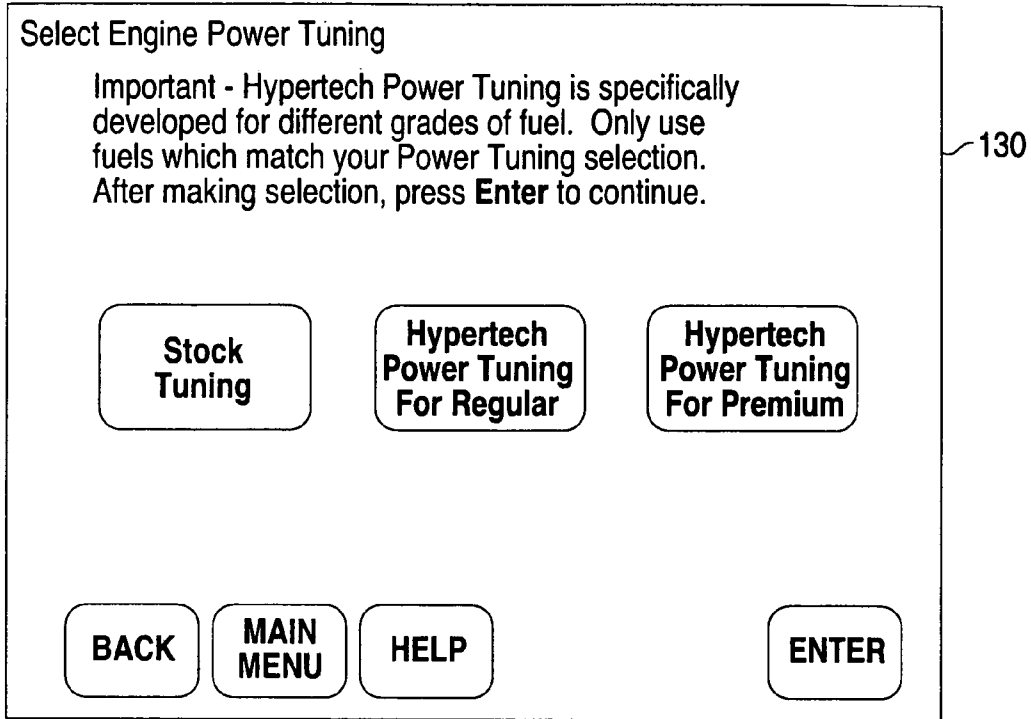 Select Engine Power Tuning
Important - Hypertech Power Tuning is specifically
developed for different grades of fuel. Only use
fuels which match your Power Tuning selection.
After making selection, press Enter to continue.
130
Stock
Tuning
Hypertech
Power Tuning
For Regular
Hypertech
Power Tuning
For Premium
BACK
MAIN
MENU
HELP
ENTER